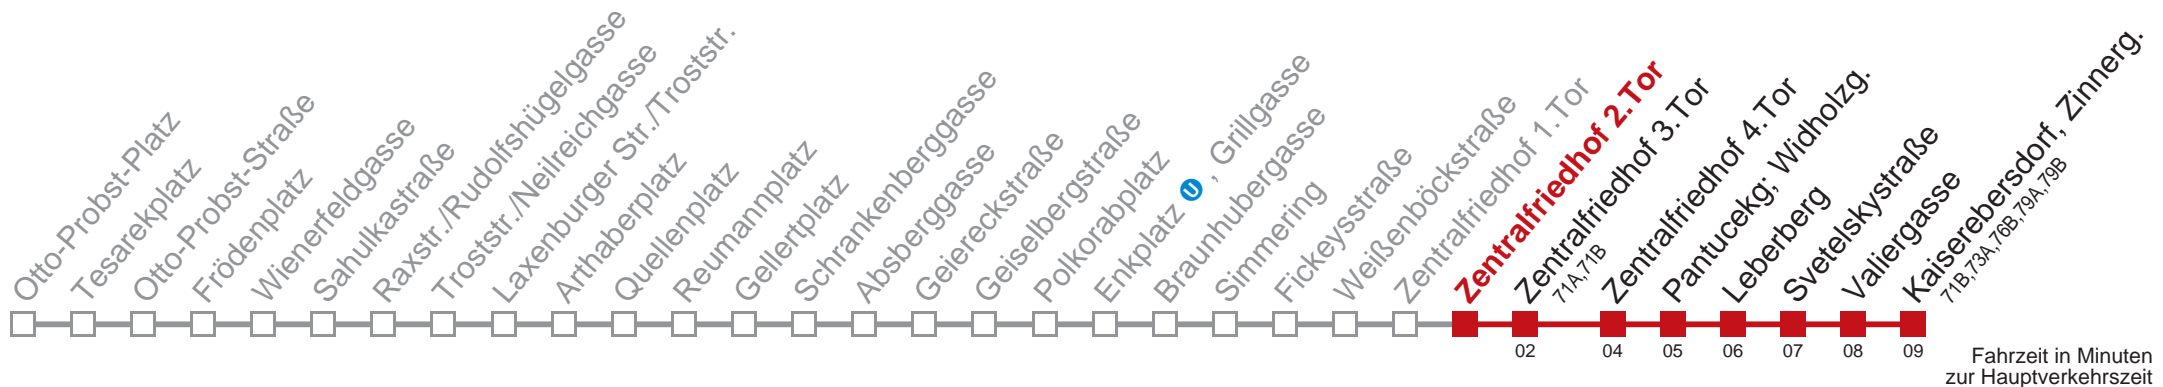 Otto-Probst-Platz
Tesarekplatz
Otto-Probst-Straße
Frödenplatz
Wienerfeldgasse
Sahulkastraße
Raxstr./Rudolfshügelgasse
Troststr./Neilreichgasse
Laxenburger Str./Troststr.
Arthaberplatz
Quellenplatz
Reumannplatz
Gellertplatz
Schrankenberggasse
Absberggasse
Geiereckstraße
Geiselbergstraße
Polkorabplatz
Enkplatz U , Grillgasse
Braunhubergasse
Simmering
Fickeysstraße
Weißenböckstraße
Zentralfriedhof 1.Tor
Zentralfriedhof 2.Tor
Zentralfriedhof 3.Tor
71A,71B
Zentralfriedhof 4.Tor
Pantucekg; Widholzg.
Leberberg
Svetelskystraße
Valiergasse
Kaiserebersdorf, Zinnerg.
71B,73A,76B,79A,79B
02 04 05 06 07 08 09
Fahrzeit in Minuten
zur Hauptverkehrszeit